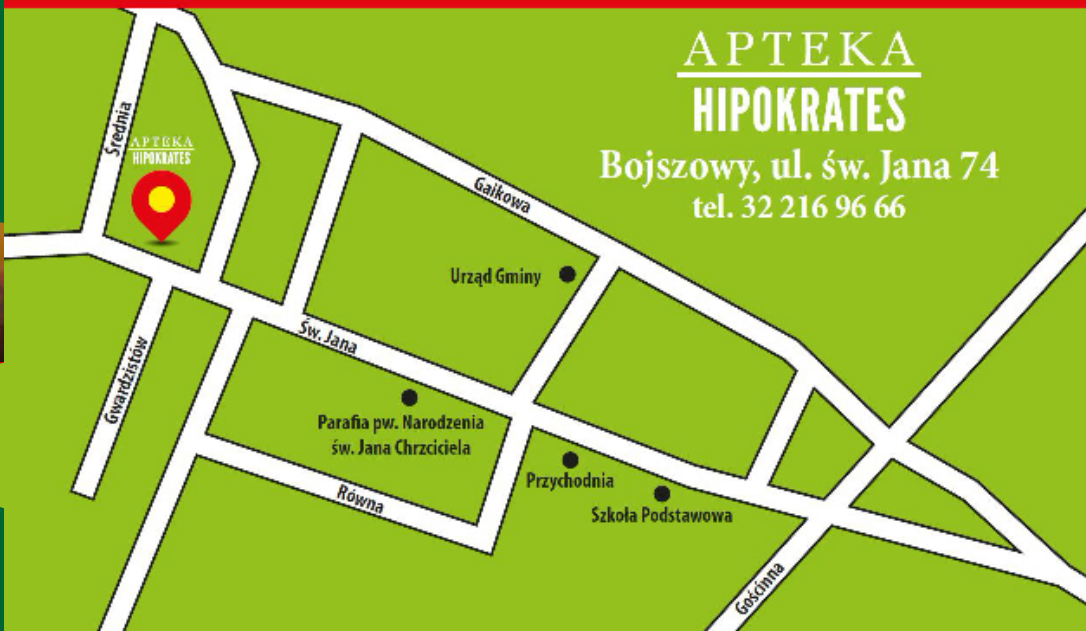 APTEKA
HIPOKRATES
Bojszowy, ul. św. Jana 74
tel. 32 216 96 66
Średnia
APTEKA
HIPOKRATES
Gaikowa
Urząd Gminy
Św. Jana
Gwardzistów
Parafia pw. Narodzenia
św. Jana Chrzciciela
Przychodnia
Równa
Szkoła Podstawowa
Gościnna